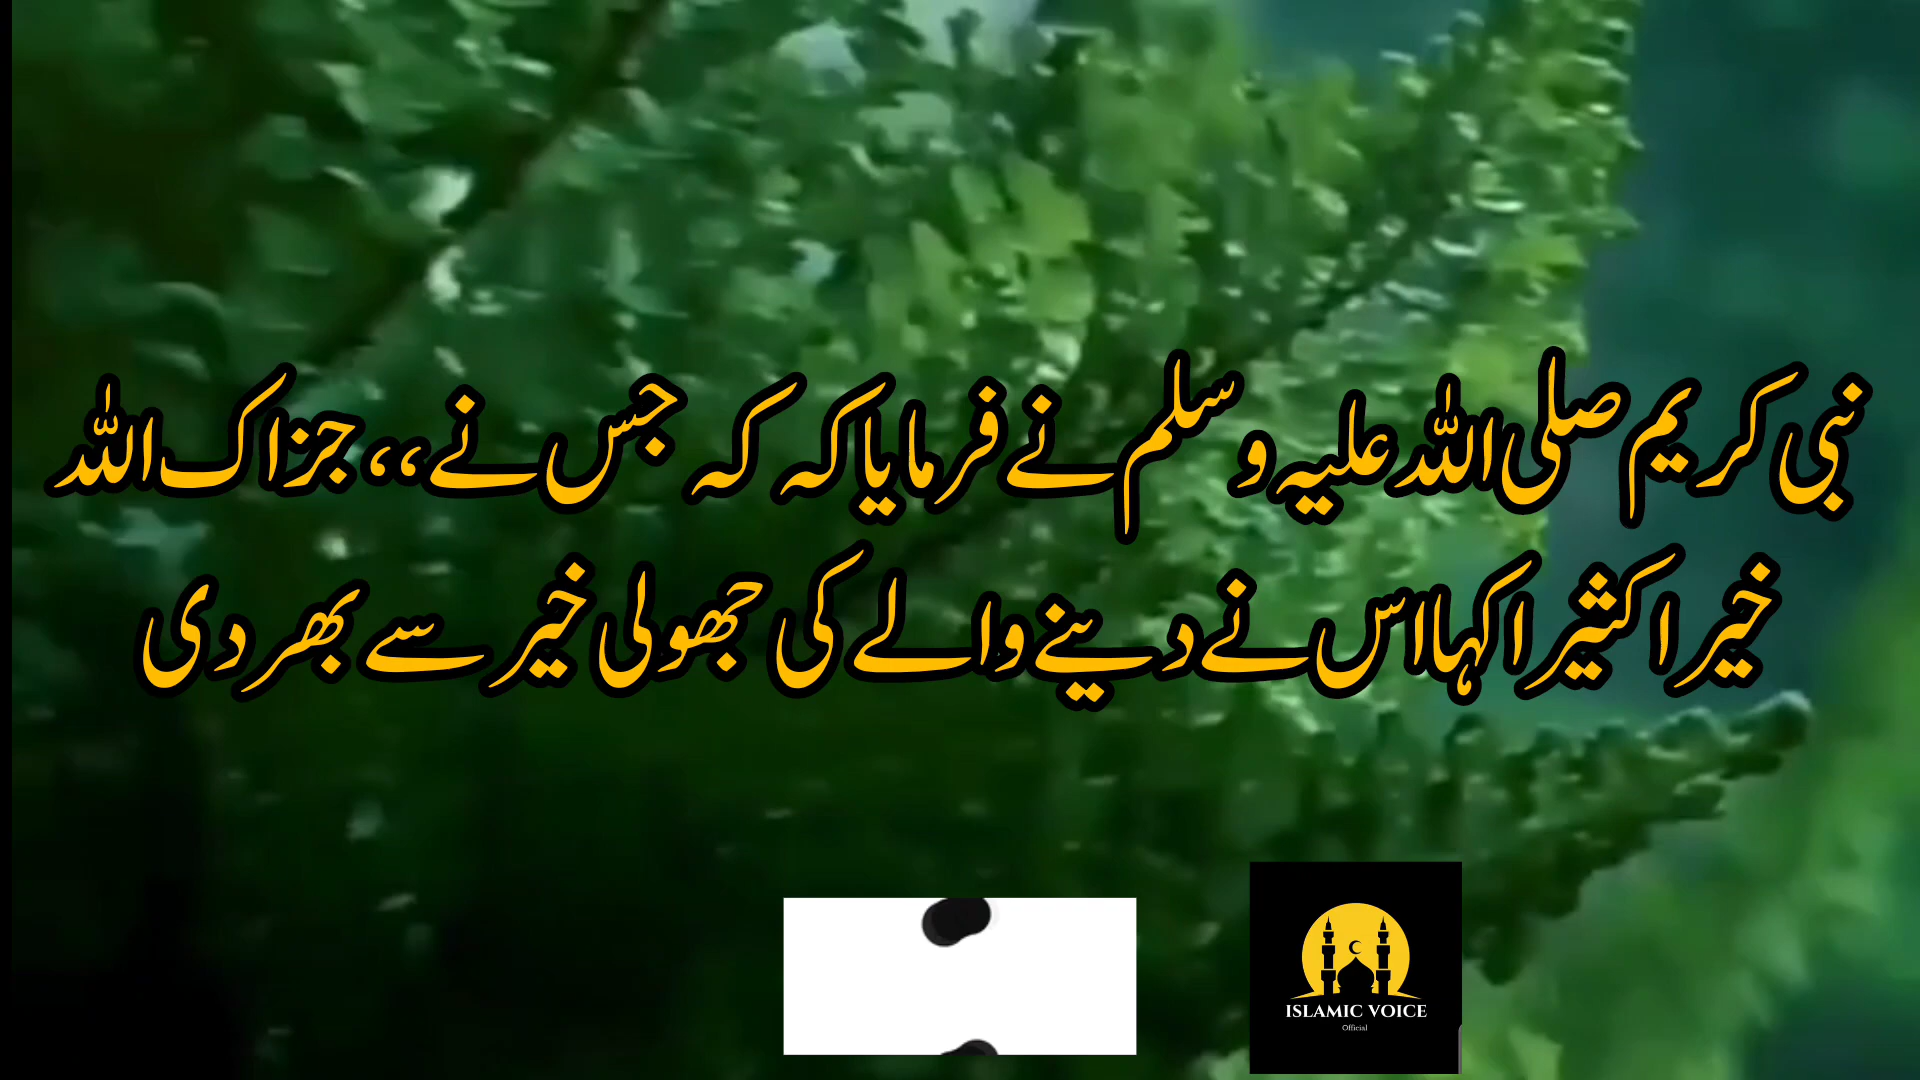 نبی کریم صلی اللہ علیہ وسلم نے فرمایا کہ کہ جس نے ،، جزاک اللہ
خیرا کثیرا کہا اس نے دینے والے کی جھولی خیر سے بھر دی
ISLAMIC VOICE
Official